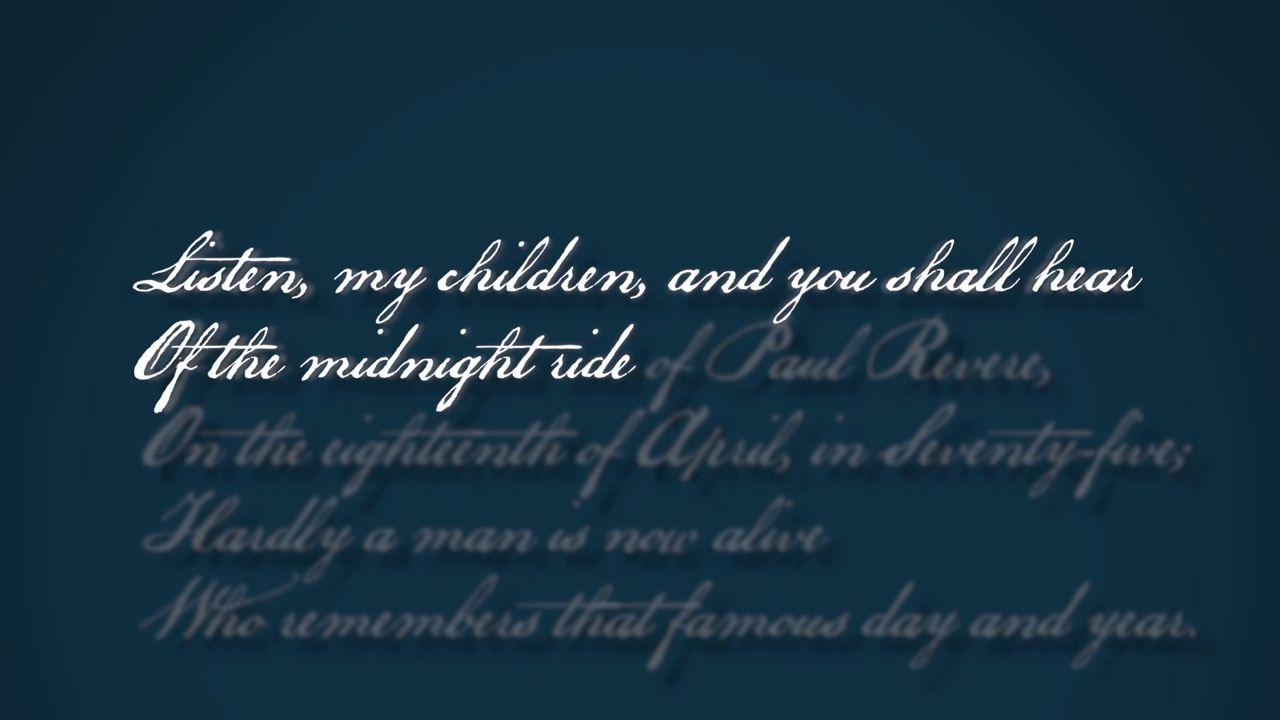 Listen, my children, and you shall hear
Of the midnight ride of Paul Revere,
On the eighteenth of April, in Seventy-five;
Hardly a man is now alive
Who remembers that famous day and year.